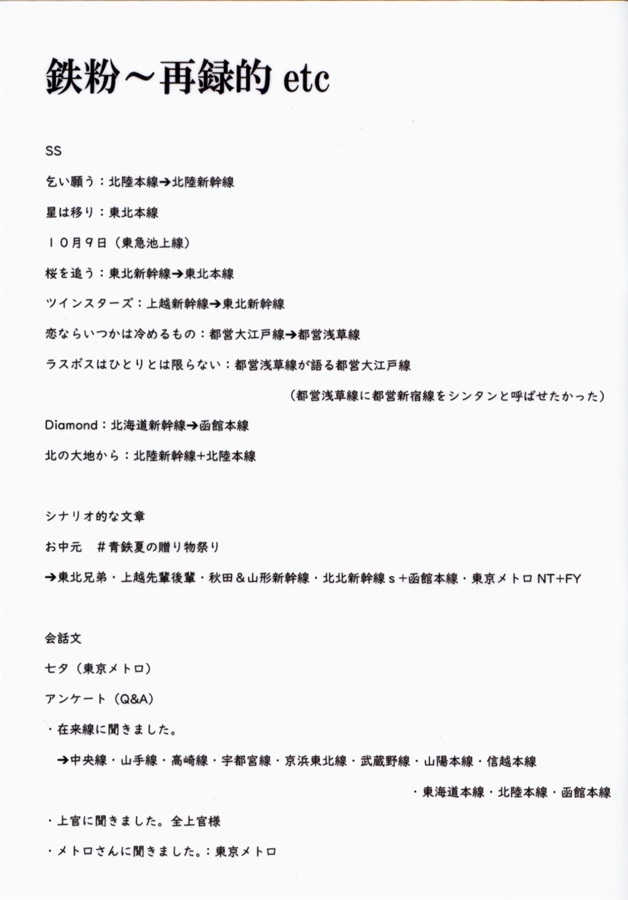 鉄粉～再録的 etc
SS
乞い願う：北陸本線➔北陸新幹線
星は移り：東北本線
１０月９日（東急池上線）
桜を追う：東北新幹線➔東北本線
ツインスターズ：上越新幹線➔東北新幹線
恋ならいつかは冷めるもの：都営大江戸線➔都営浅草線
ラスボスはひとりとは限らない：都営浅草線が語る都営大江戸線
（都営浅草線に都営新宿線をシンタンと呼ばせたかった）
Diamond：北海道新幹線➔函館本線
北の大地から：北陸新幹線+北陸本線
シナリオ的な文章
お中元　＃青鉄夏の贈り物祭り
➔東北兄弟・上越先輩後輩・秋田＆山形新幹線・北北新幹線ｓ+函館本線・東京メトロ NT+FY
会話文
七夕（東京メトロ）
アンケート（Q&A）
・在来線に聞きました。
➔中央線・山手線・高崎線・宇都宮線・京浜東北線・武蔵野線・山陽本線・信越本線
・東海道本線・北陸本線・函館本線
・上官に聞きました。全上官様
・メトロさんに聞きました。：東京メトロ